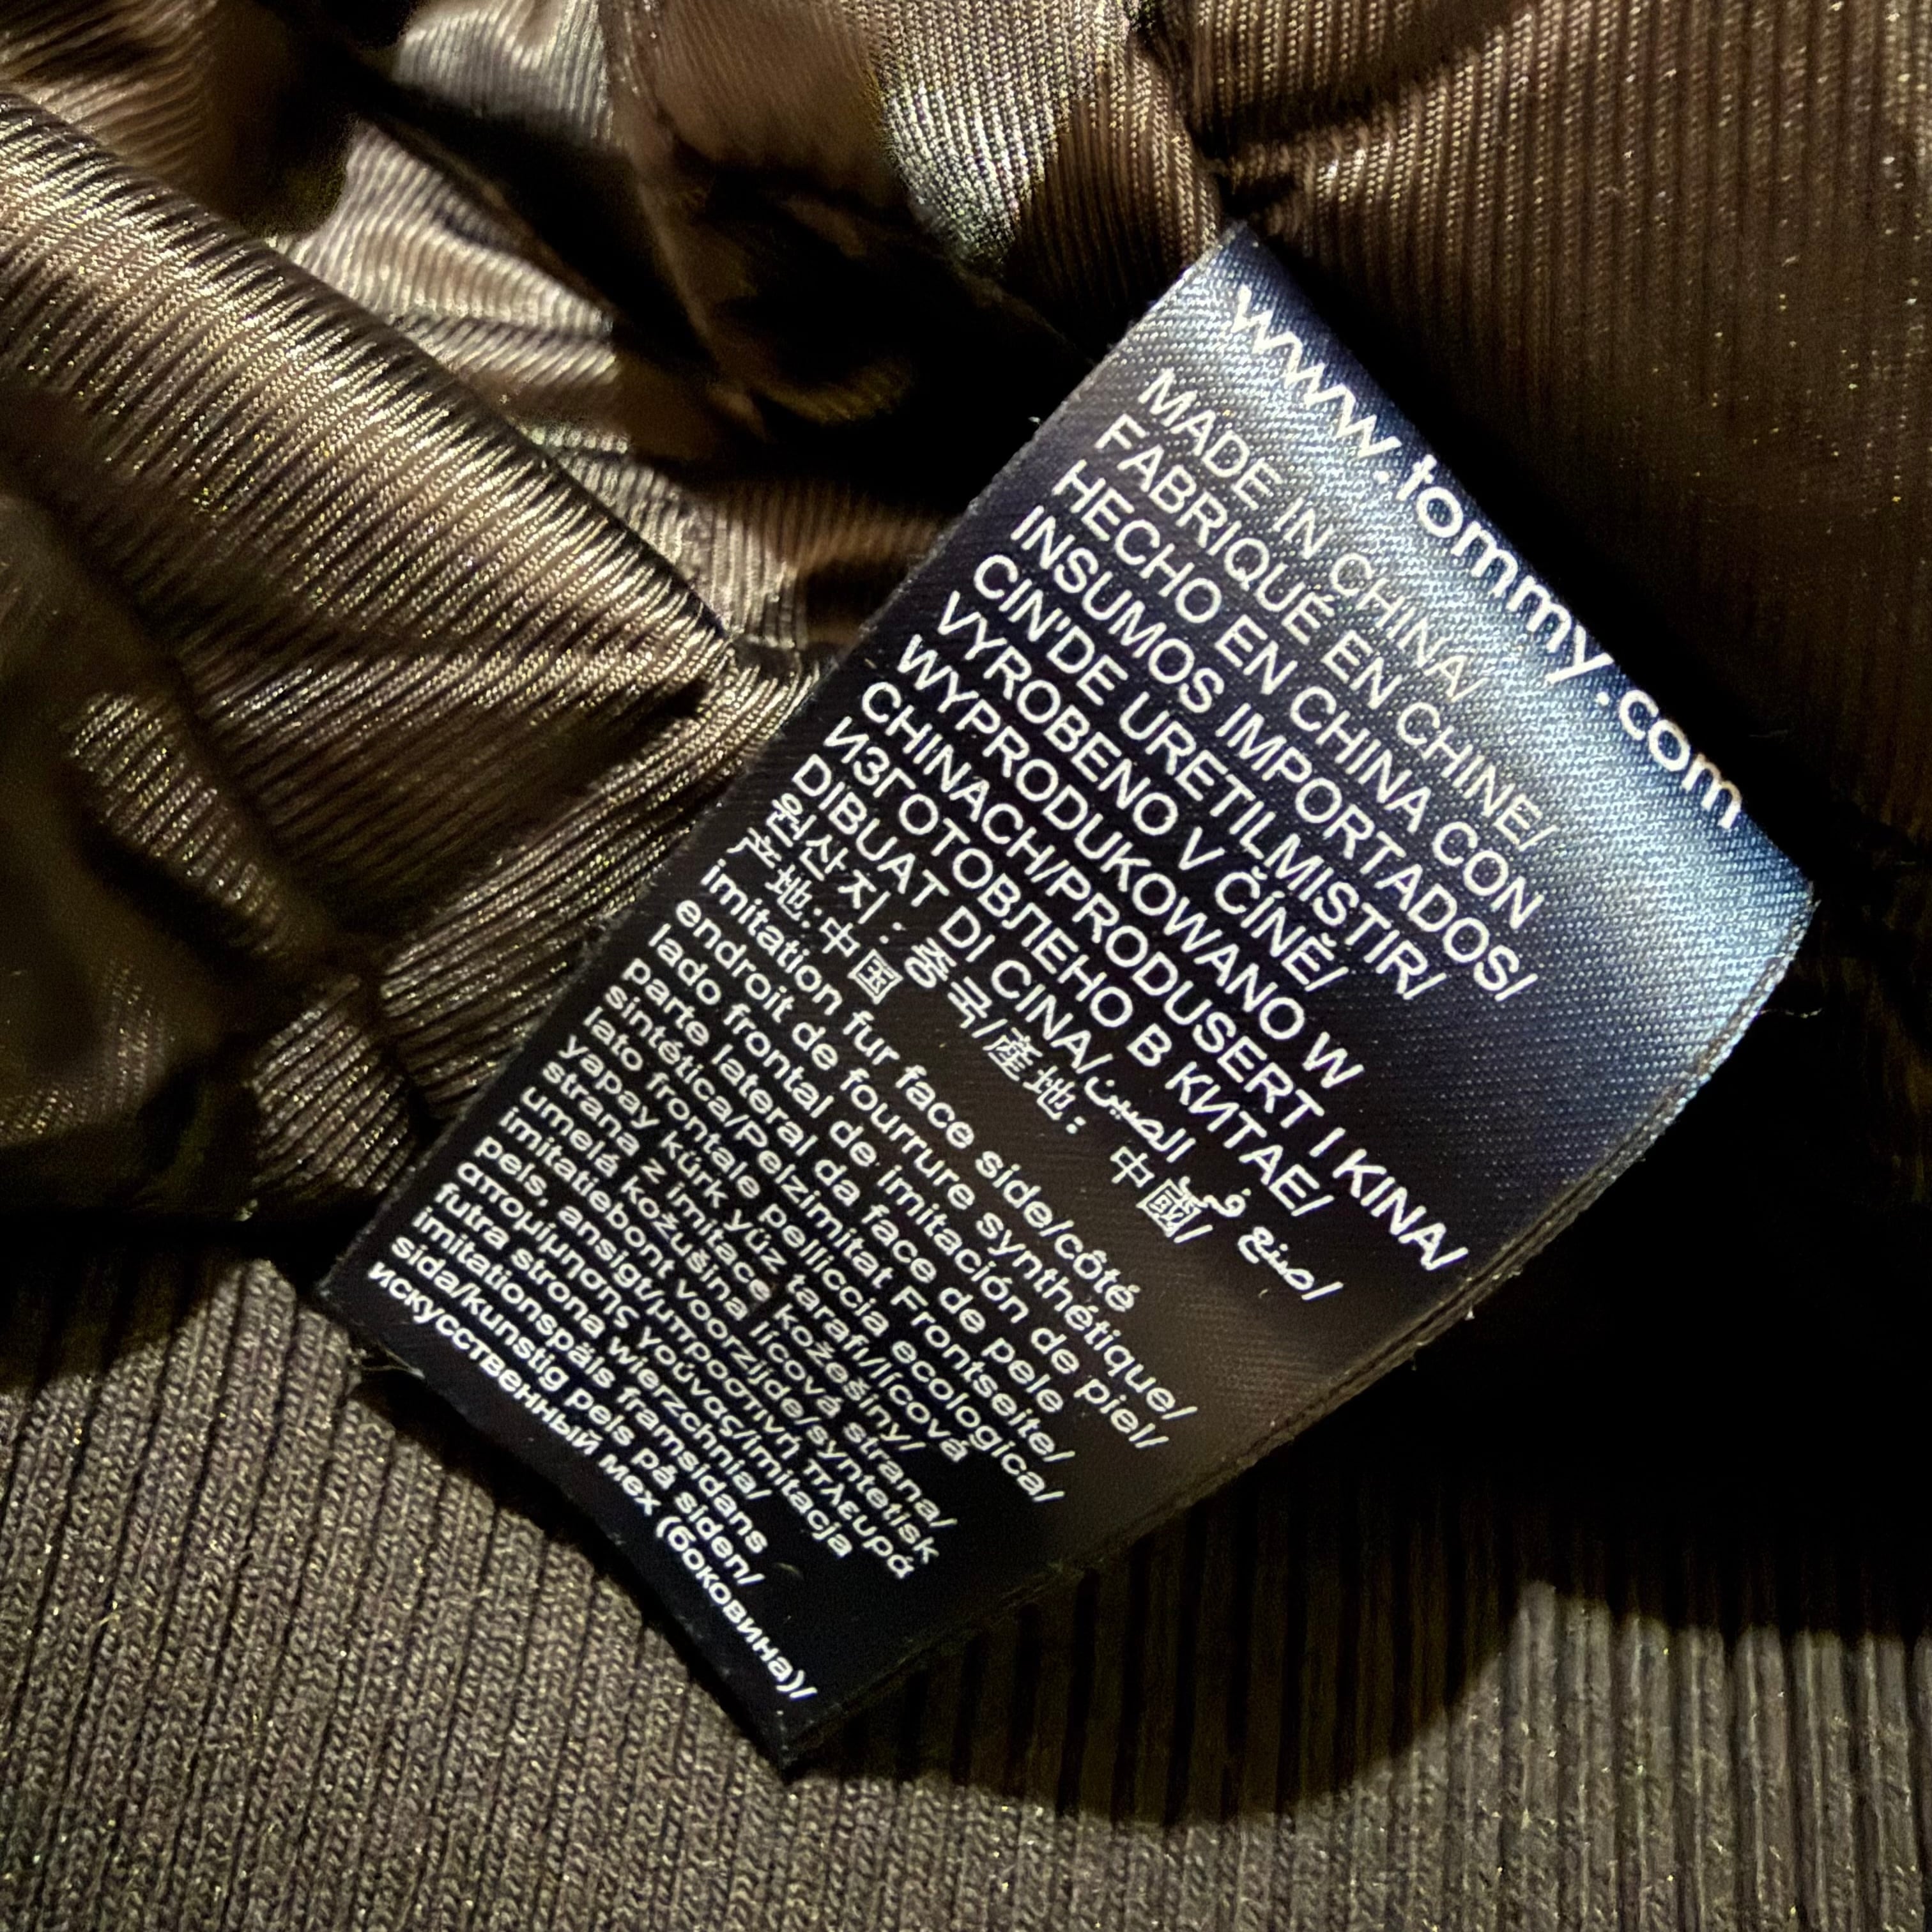 www.tommy.com
MADE IN CHINA/
FABRIQUÉ EN CHINE/
HECHO EN CHINA CON
INSUMOS IMPORTADOS/
CIN'DE URETILMISTIR/
VYROBENO V ČÍNĚ/
WYPRODUKOWANO W
CHINACH/PRODUSERT I KINA/
ИЗГОТОВЛЕНО В КИТАЕ/
DIBUAT DI CINA/صنع في الصين/
원산지 : 중국/產地: 中國/
产地:中国
imitation fur face side/côté
endroit de fourrure synthétique/
lado frontal de imitación de piel/
parte lateral da face de pele
sintética/Pelzimitat Frontseite/
lato frontale pelliccia ecologica/
yapay kürk yüz tarafi/lícová
strana z imitace kožešiny/
umelá kožušina lícová strana/
imitatiebont voorzijde/syntetisk
pels, ansigt/μπροστινή πλευρά
απομίμησης γούνας/imitacja
futra strona wierzchnia/
imitationspäls framsidans
sida/kunstig pels på siden/
искусственный мех (боковина)/